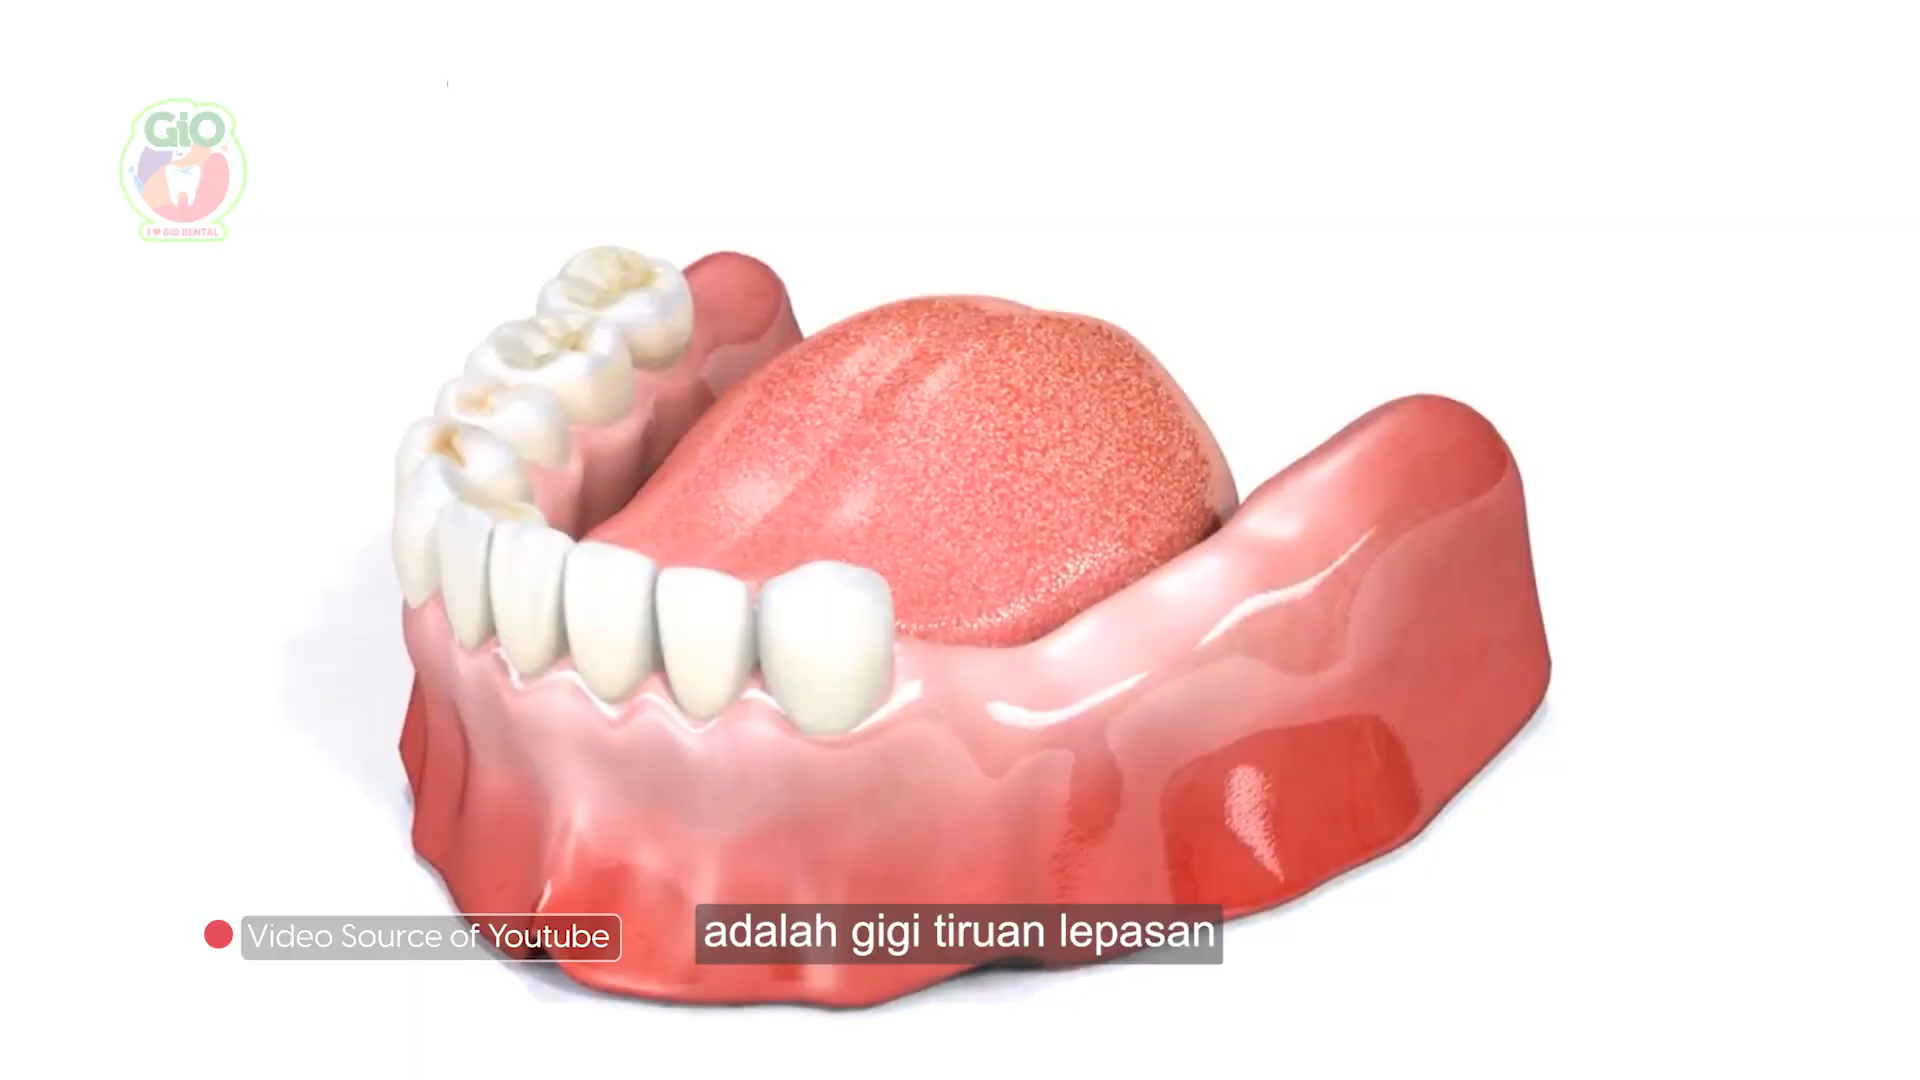 GiO
I ♥ GIO DENTAL
Video Source of Youtube
adalah gigi tiruan lepasan